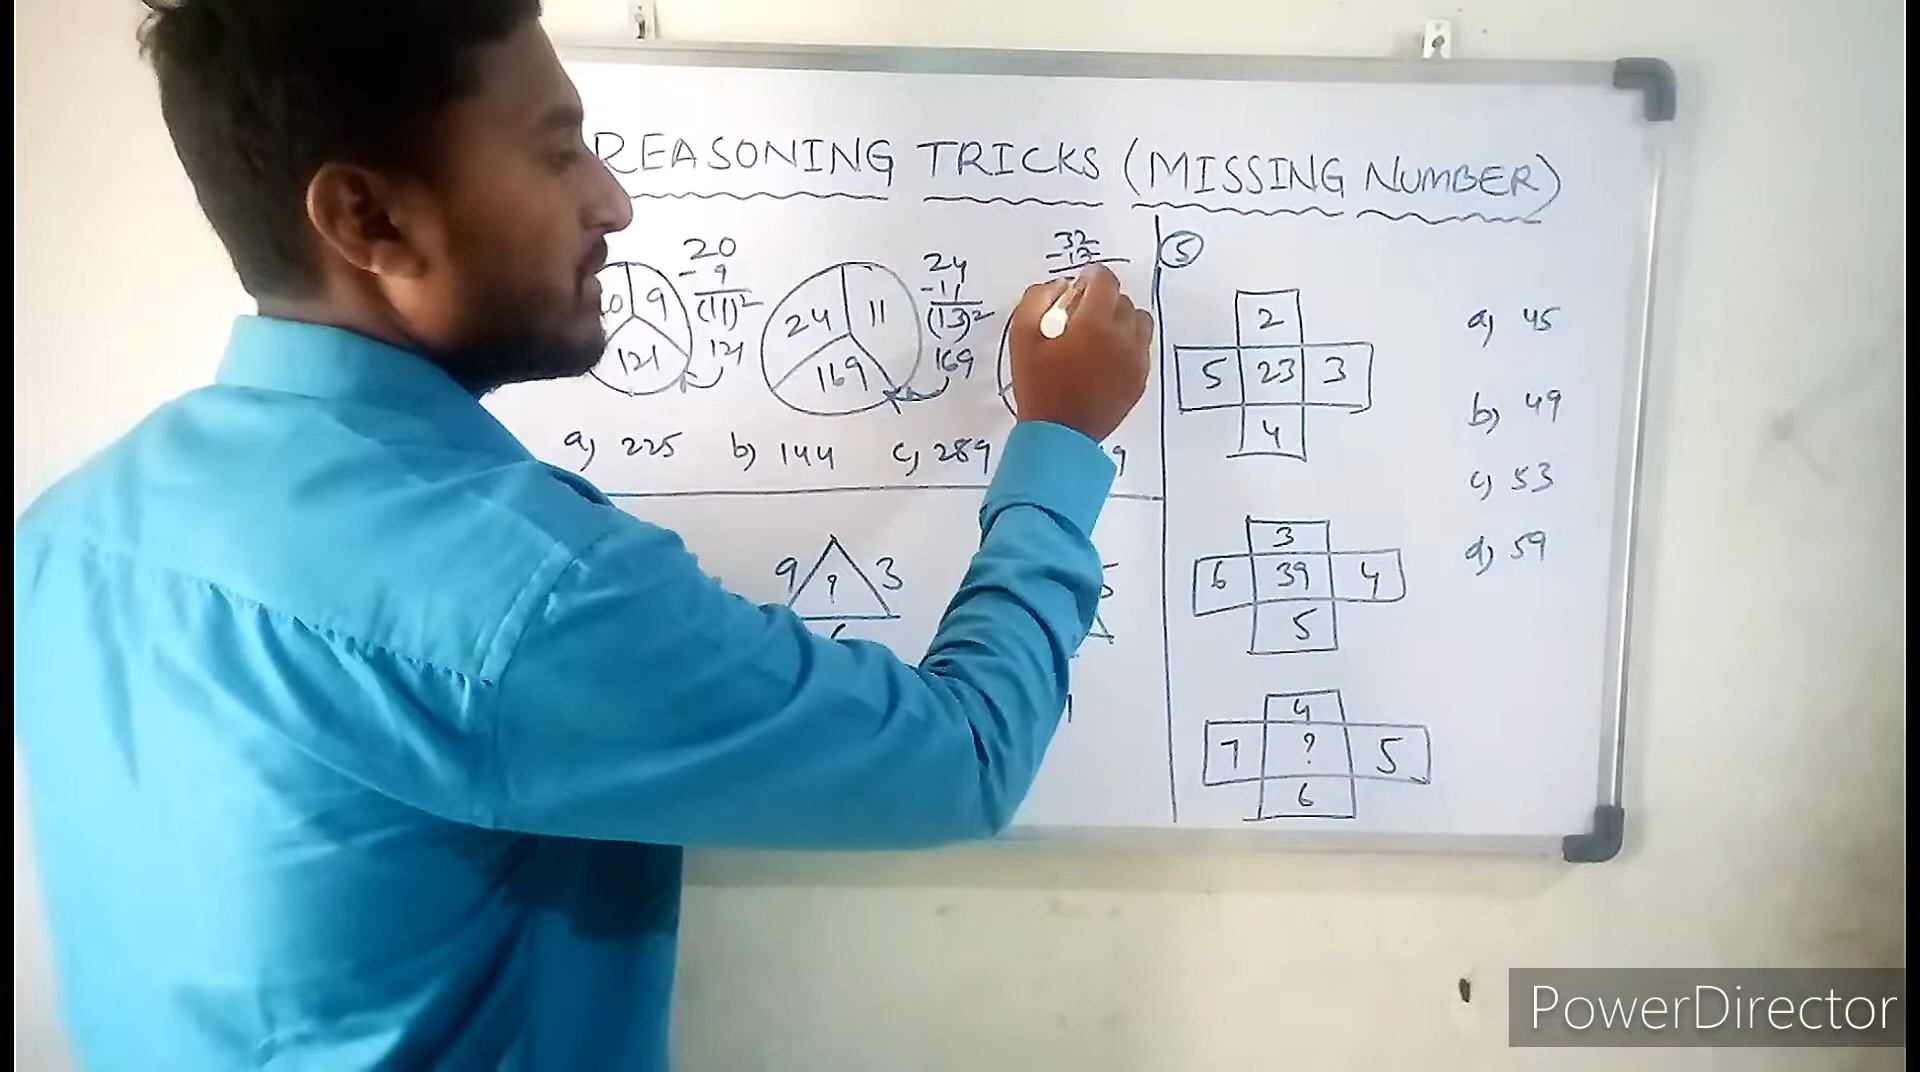 REASONING TRICKS (MISSING NUMBER)
20
- 9
(11)²
121
9
121
24
- 11
(13)²
169
24 11
169
32
5
2
5 23 3
4
a) 45
b) 49
c) 53
d) 59
a) 225 b) 144 c) 289
9 ? 3
5
3
6 39 4
5
4
7 ? 5
6
PowerDirector